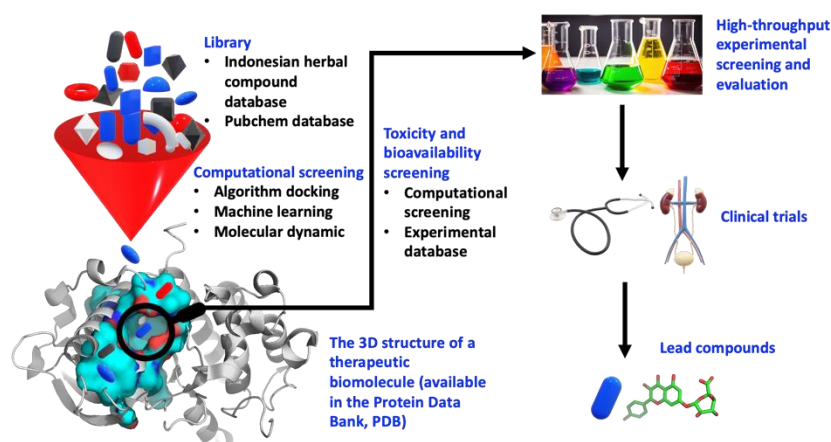 Library
• Indonesian herbal
compound
database
• Pubchem database
Computational screening
• Algorithm docking
• Machine learning
• Molecular dynamic
Toxicity and
bioavailability
screening
• Computational
screening
• Experimental
database
The 3D structure of a
therapeutic
biomolecule (available
in the Protein Data
Bank, PDB)
High-throughput
experimental
screening and
evaluation
Clinical trials
Lead compounds